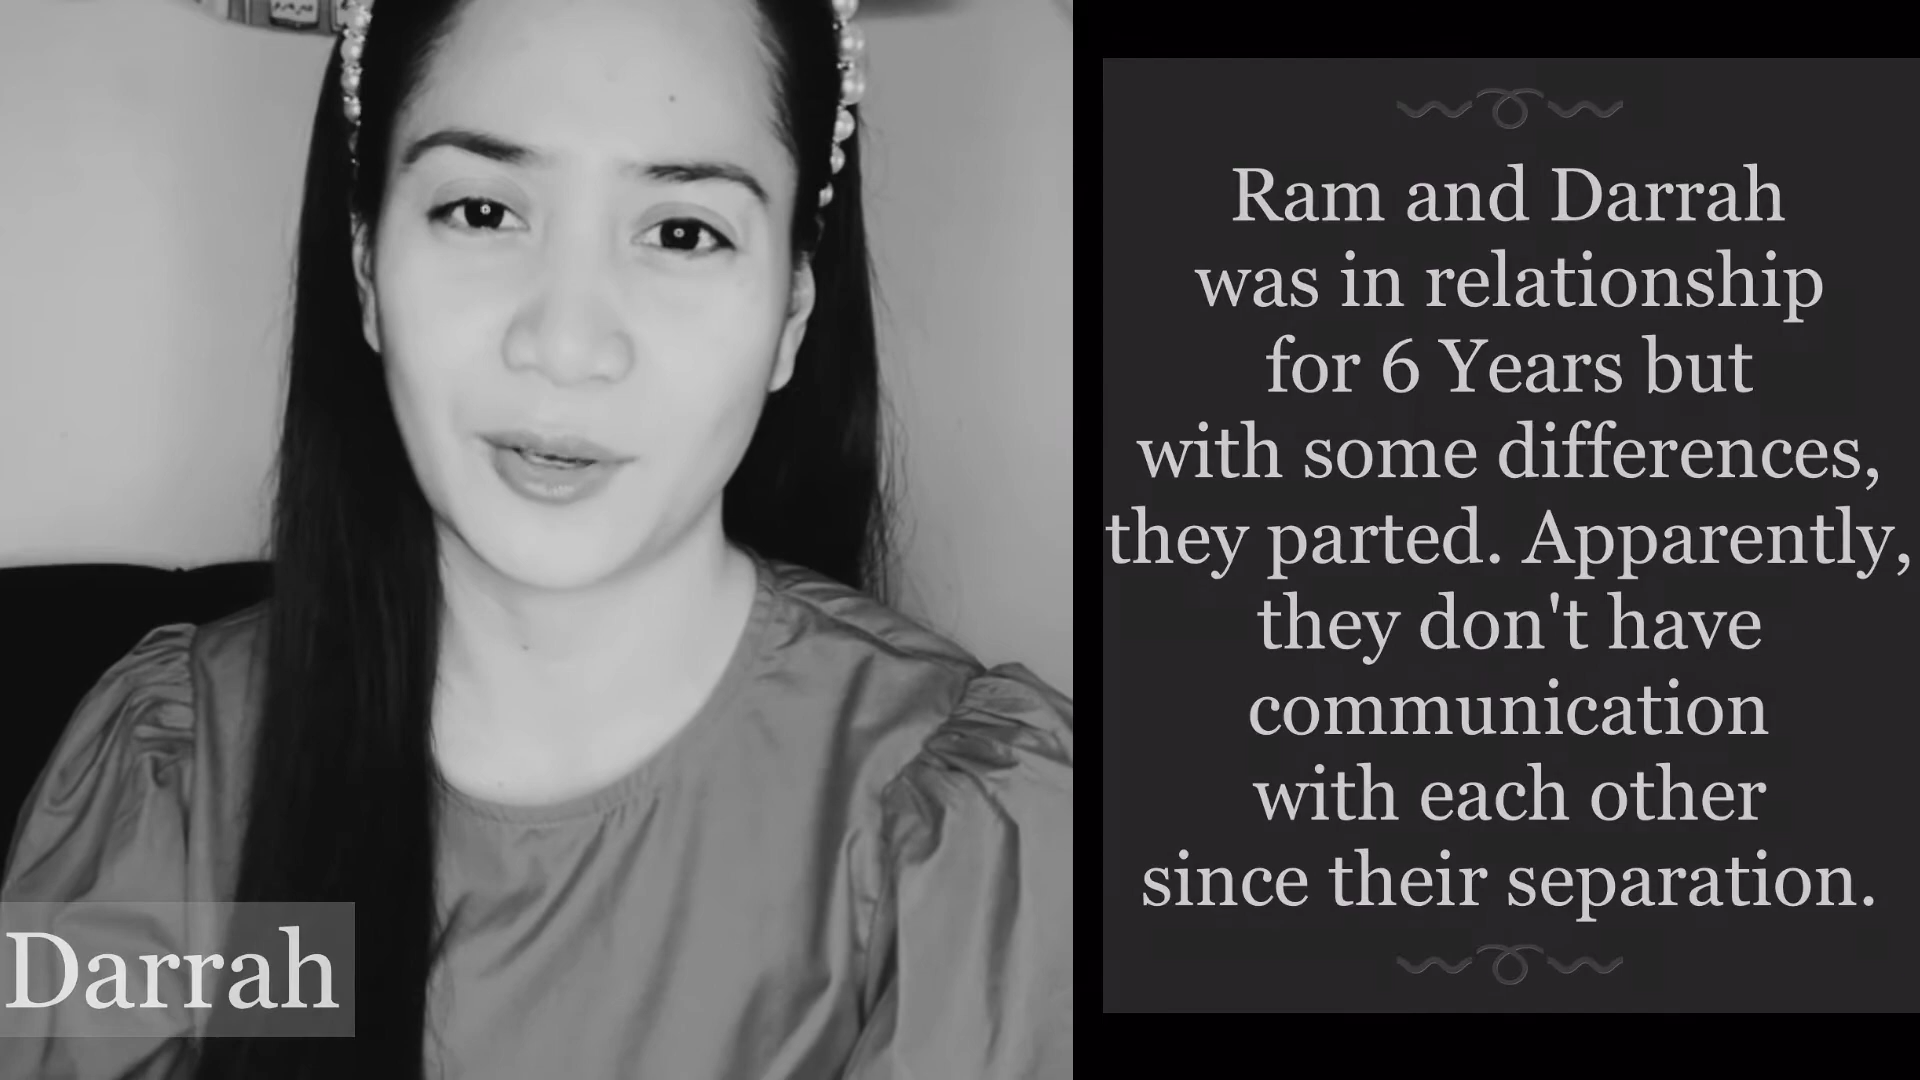 Darrah
Ram and Darrah
was in relationship
for 6 Years but
with some differences,
they parted. Apparently,
they don't have
communication
with each other
since their separation.